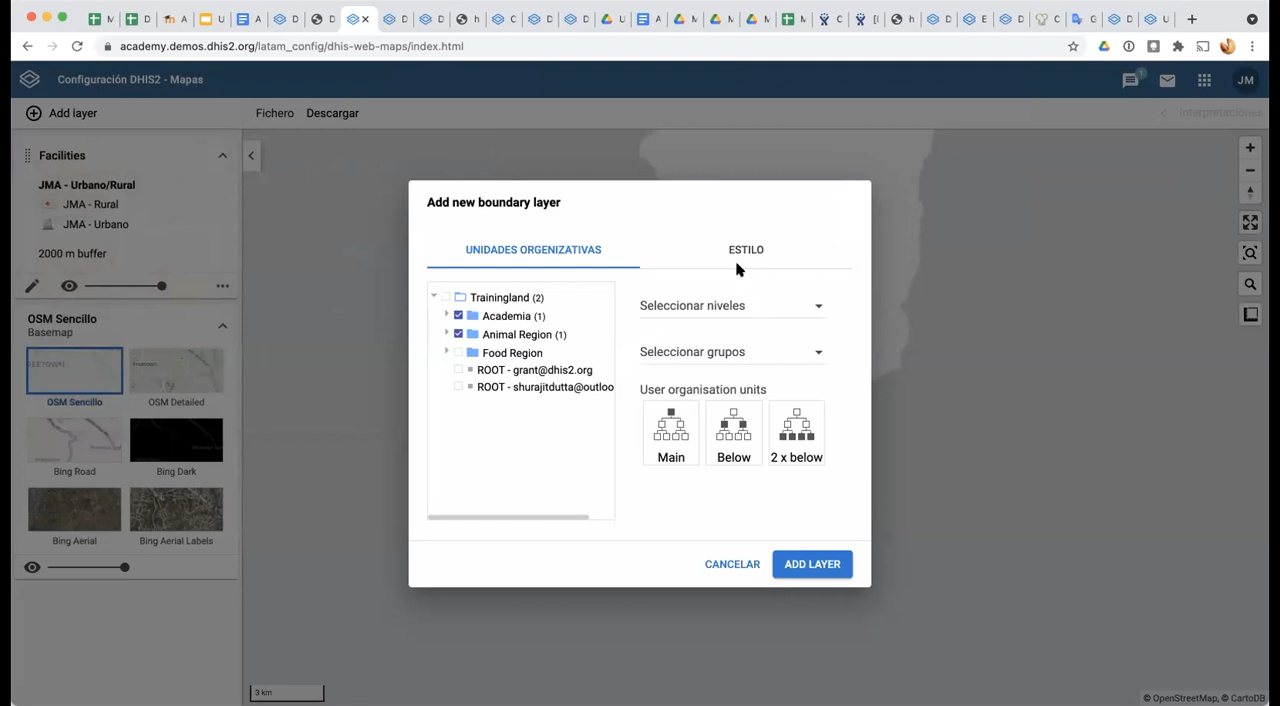 academy.demos.dhis2.org/latam_config/dhis-web-maps/index.html
Configuración DHIS2 - Mapas
1
JM
Add layer
Fichero
Descargar
Interpretaciones
Facilities
JMA - Urbano/Rural
JMA - Rural
JMA - Urbano
2000 m buffer
OSM Sencillo
Basemap
OSM Sencillo
OSM Detailed
Bing Road
Bing Dark
Bing Aerial
Bing Aerial Labels
Add new boundary layer
UNIDADES ORGENIZATIVAS
ESTILO
Trainingland (2)
Academia (1)
Animal Region (1)
Food Region
ROOT - grant@dhis2.org
ROOT - shurajitdutta@outloo
Seleccionar niveles
Seleccionar grupos
User organisation units
Main
Below
2 x below
CANCELAR
ADD LAYER
3 km
© OpenStreetMap, © CartoDB